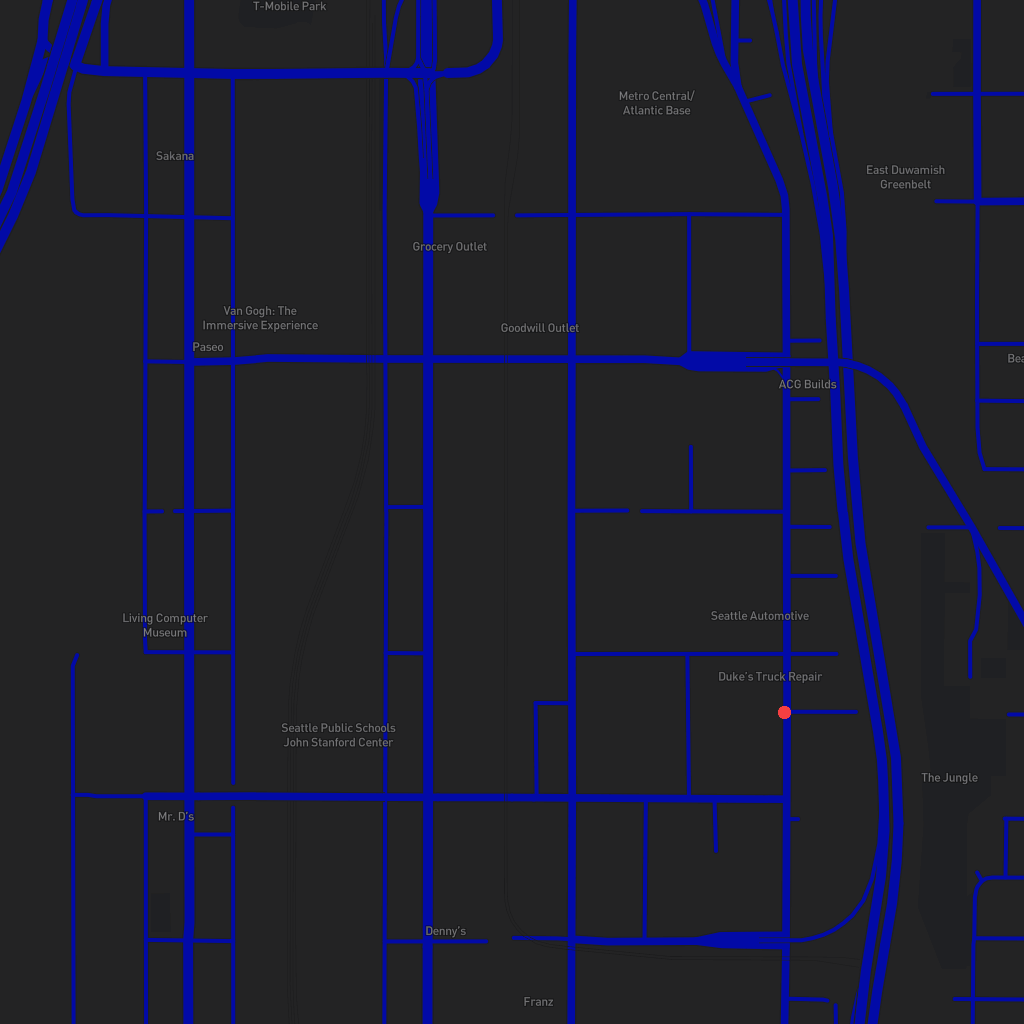 T-Mobile Park
Metro Central/
Atlantic Base
Sakana
East Duwamish
Greenbelt
Grocery Outlet
Van Gogh: The
Immersive Experience
Goodwill Outlet
Paseo
Bea
ACG Builds
Living Computer
Museum
Seattle Automotive
Duke's Truck Repair
Seattle Public Schools
John Stanford Center
The Jungle
Mr. D's
Denny's
Franz